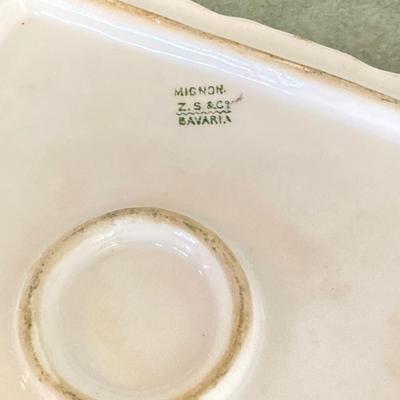 MIGNON.
Z. S. & Co
BAVARIA